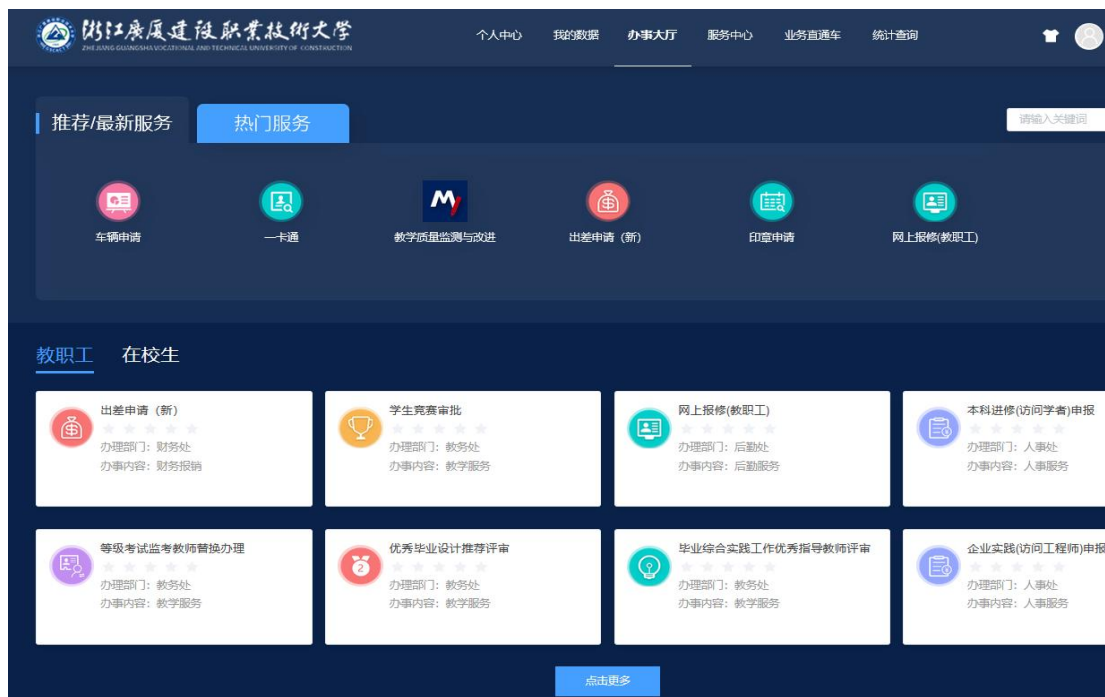 浙江广厦建设职业技术大学
ZHEJIANG GUANGSHA VOCATIONAL AND TECHNICAL UNIVERSITY OF CONSTRUCTION
个人中心 我的数据 办事大厅 服务中心 业务直通车 统计查询
推荐/最新服务 热门服务 请输入关键词
车辆申请 一卡通 教学质量监测与改进 出差申请（新） 印章申请 网上报修(教职工)
教职工 在校生
出差申请（新）
办理部门：财务处
办事内容：财务报销
学生竞赛审批
办理部门：教务处
办事内容：教学服务
网上报修(教职工)
办理部门：后勤处
办事内容：后勤服务
本科进修(访问学者)申报
办理部门：人事处
办事内容：人事服务
等级考试监考教师替换办理
办理部门：教务处
办事内容：教学服务
优秀毕业设计推荐评审
办理部门：教务处
办事内容：教学服务
毕业综合实践工作优秀指导教师评审
办理部门：教务处
办事内容：教学服务
企业实践(访问工程师)申报
办理部门：人事处
办事内容：人事服务
点击更多